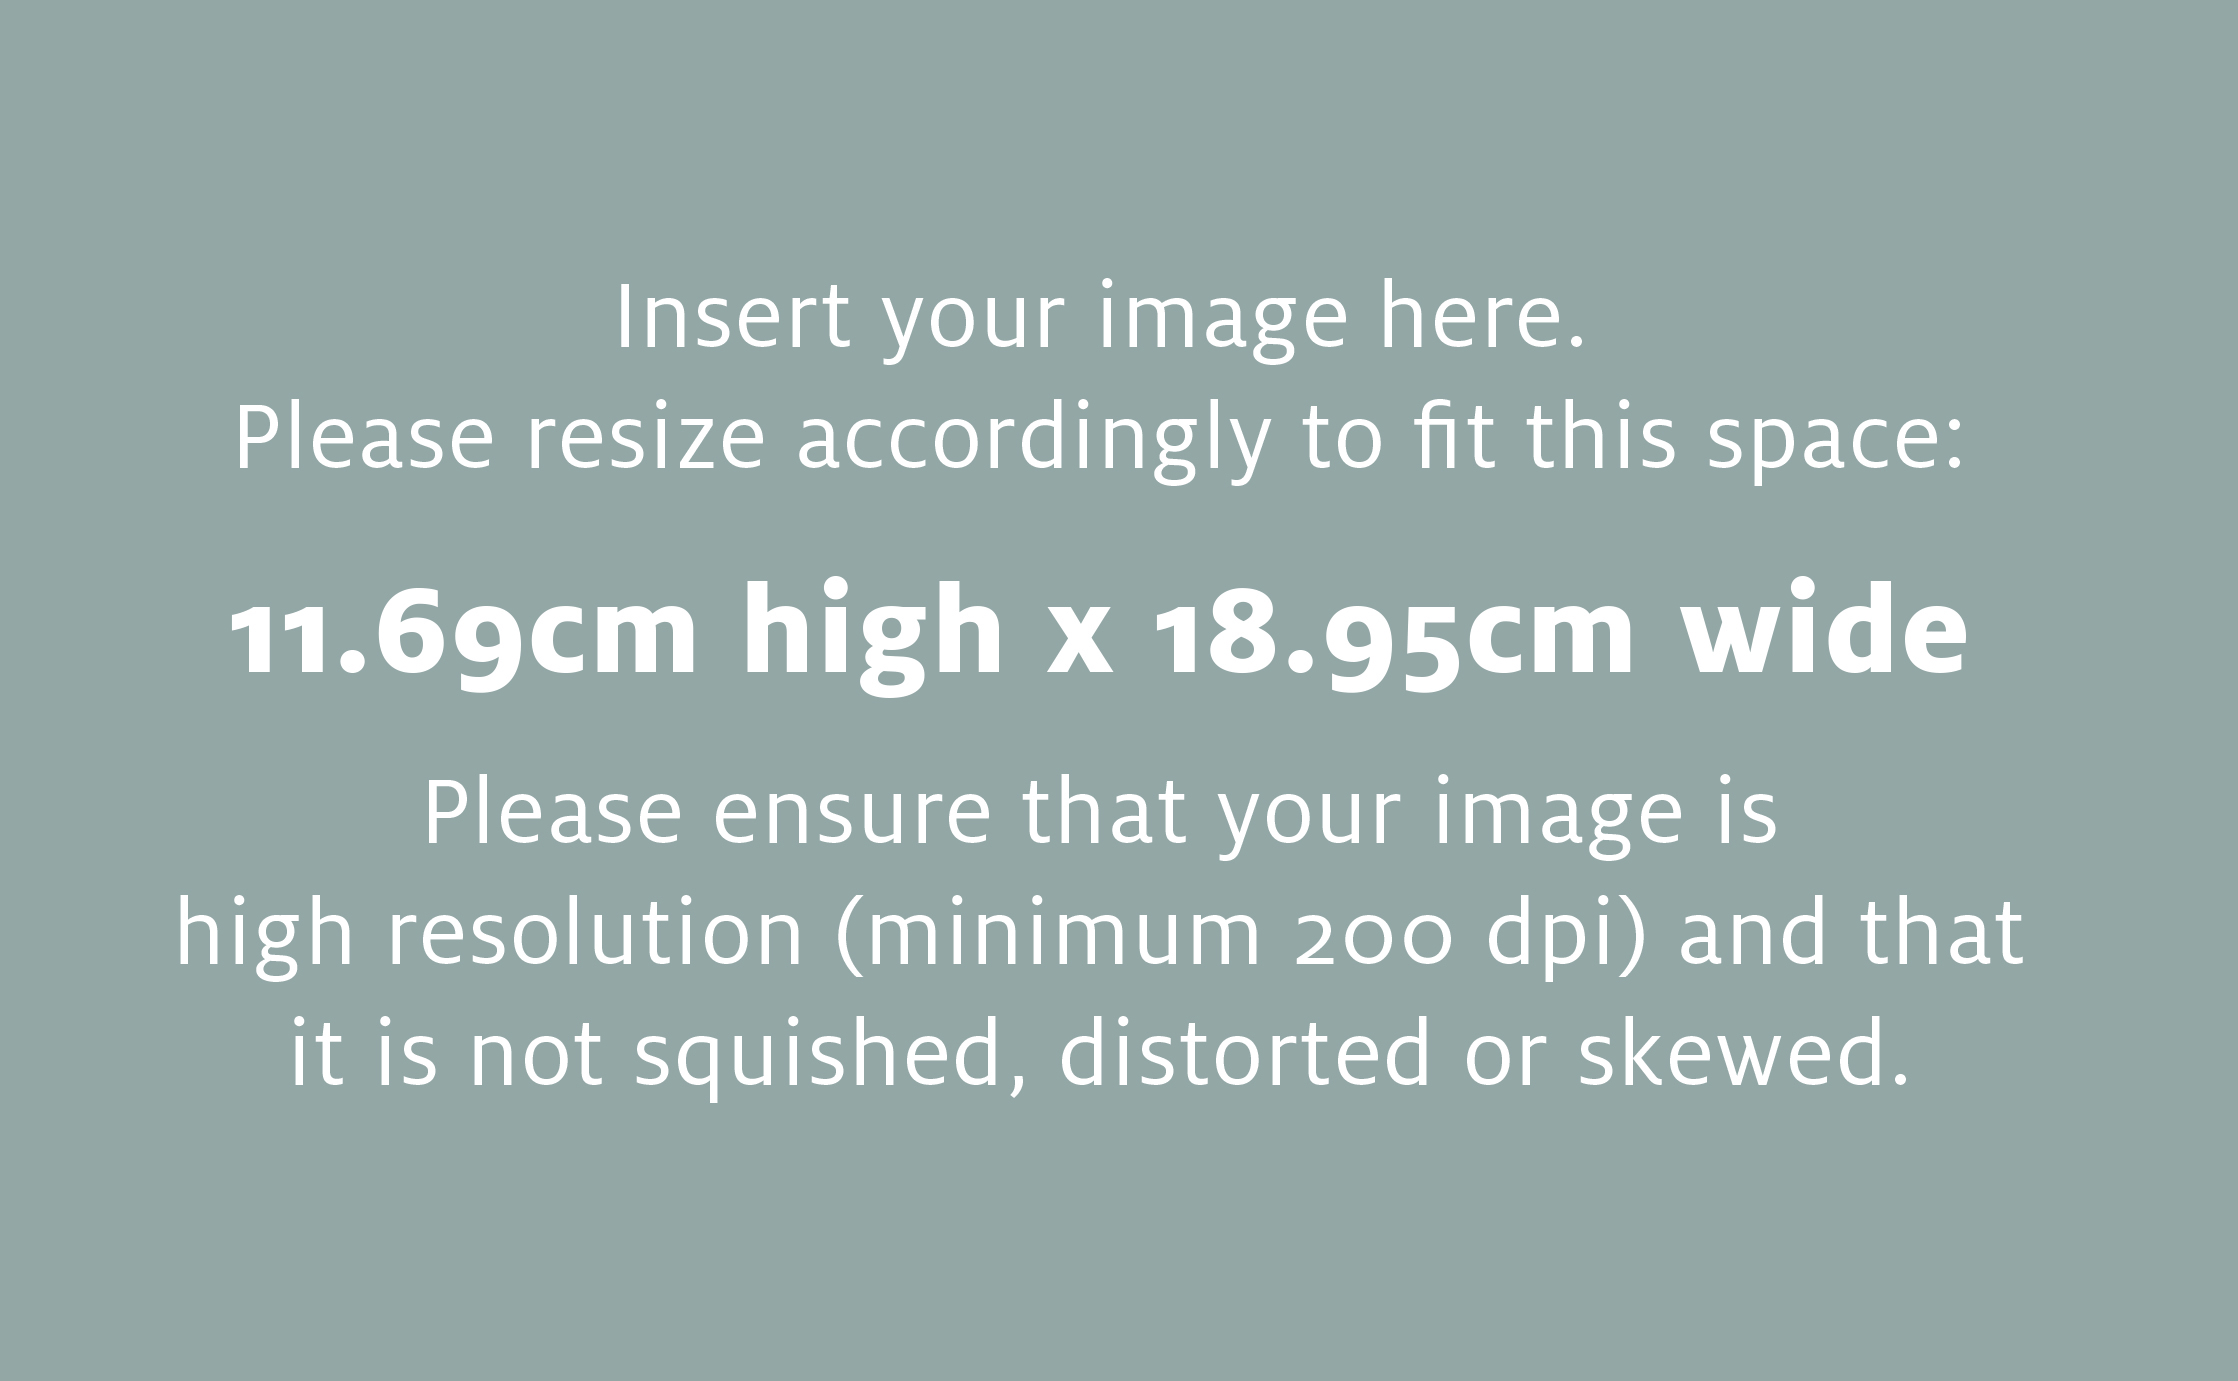 Insert your image here.
Please resize accordingly to fit this space:
11.69cm high x 18.95cm wide
Please ensure that your image is
high resolution (minimum 200 dpi) and that
it is not squished, distorted or skewed.